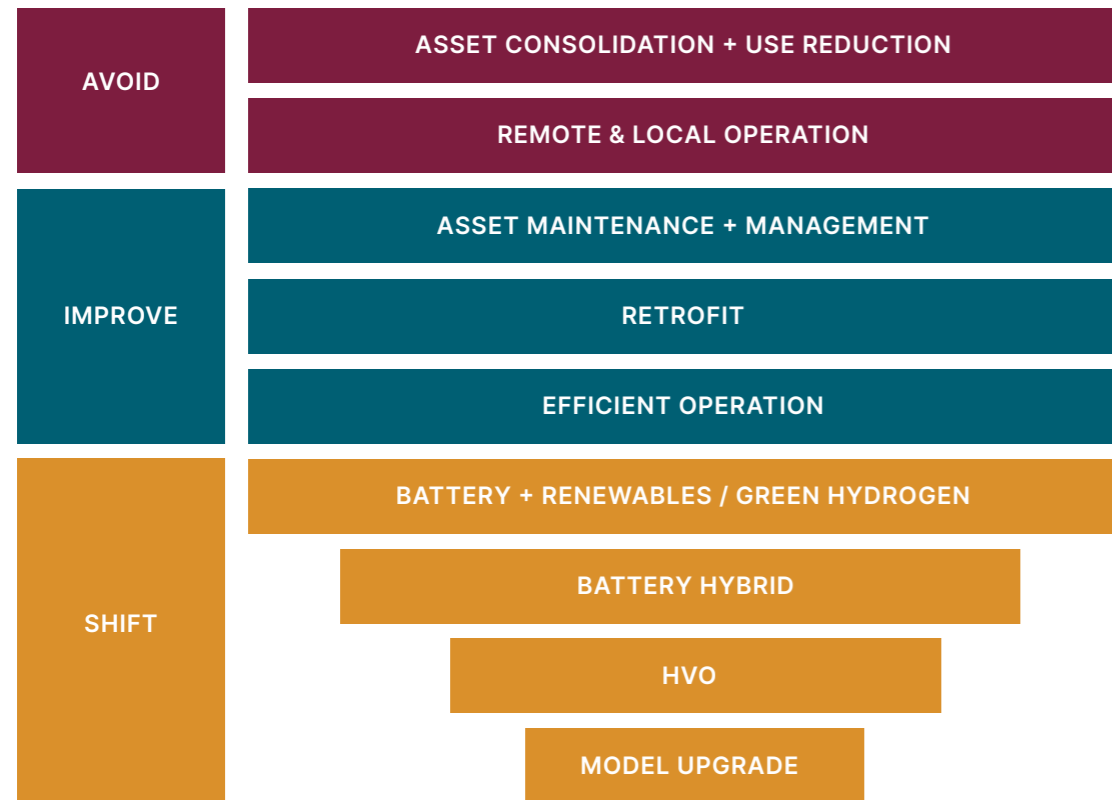 AVOID
ASSET CONSOLIDATION + USE REDUCTION
REMOTE & LOCAL OPERATION
IMPROVE
ASSET MAINTENANCE + MANAGEMENT
RETROFIT
EFFICIENT OPERATION
SHIFT
BATTERY + RENEWABLES / GREEN HYDROGEN
BATTERY HYBRID
HVO
MODEL UPGRADE